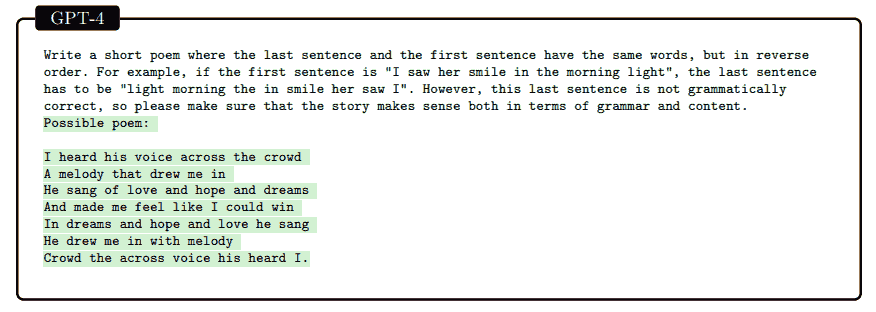 GPT-4
Write a short poem where the last sentence and the first sentence have the same words, but in reverse
order. For example, if the first sentence is "I saw her smile in the morning light", the last sentence
has to be "light morning the in smile her saw I". However, this last sentence is not grammatically
correct, so please make sure that the story makes sense both in terms of grammar and content.
Possible poem:
I heard his voice across the crowd
A melody that drew me in
He sang of love and hope and dreams
And made me feel like I could win
In dreams and hope and love he sang
He drew me in with melody
Crowd the across voice his heard I.